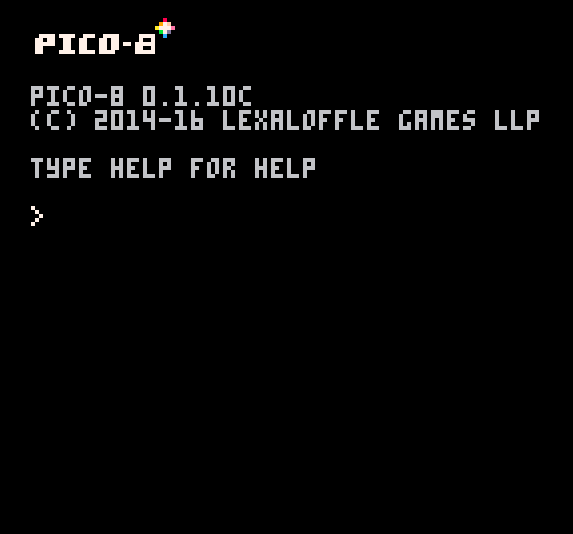 PICO-8
PICO-8 0.1.10C
(C) 2014-16 LEXALOFFLE GAMES LLP
TYPE HELP FOR HELP
>